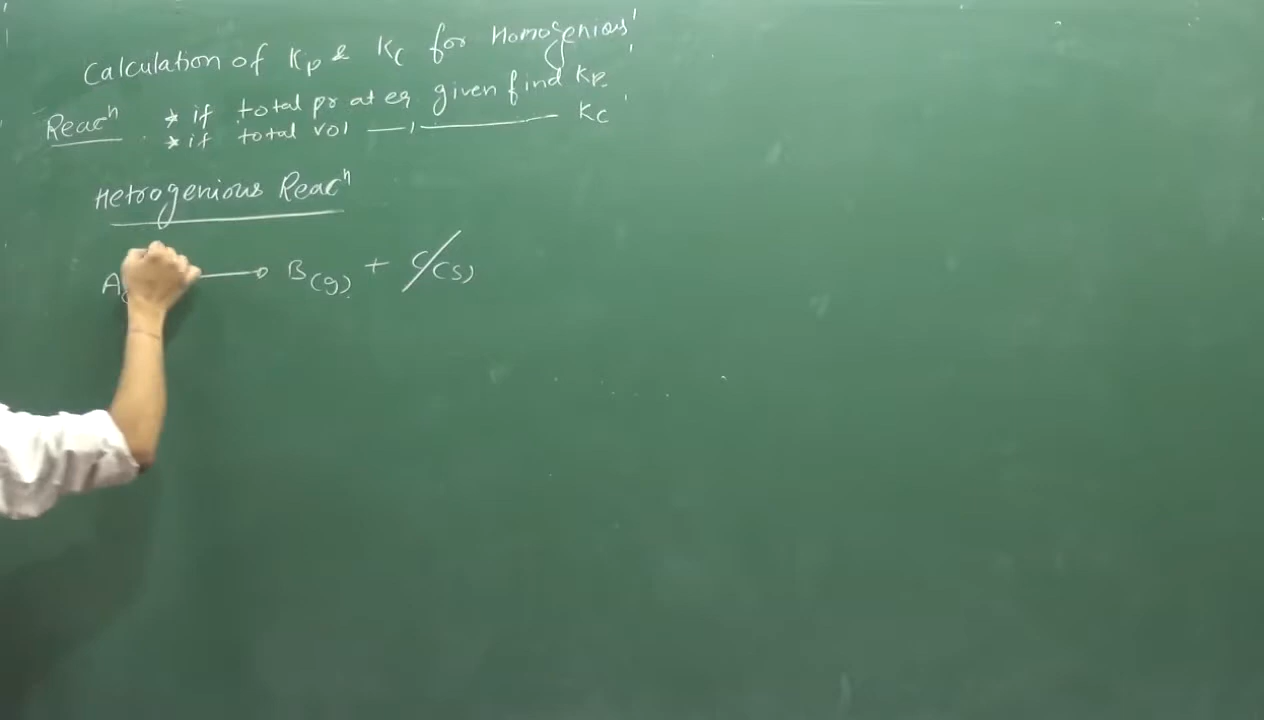 Calculation of Kp & Kc for Homogenious
Reacn * if total pr at eq given find Kp
* if total vol —"— Kc
Hetrogenious Reacn
A → B(g) + C(s)